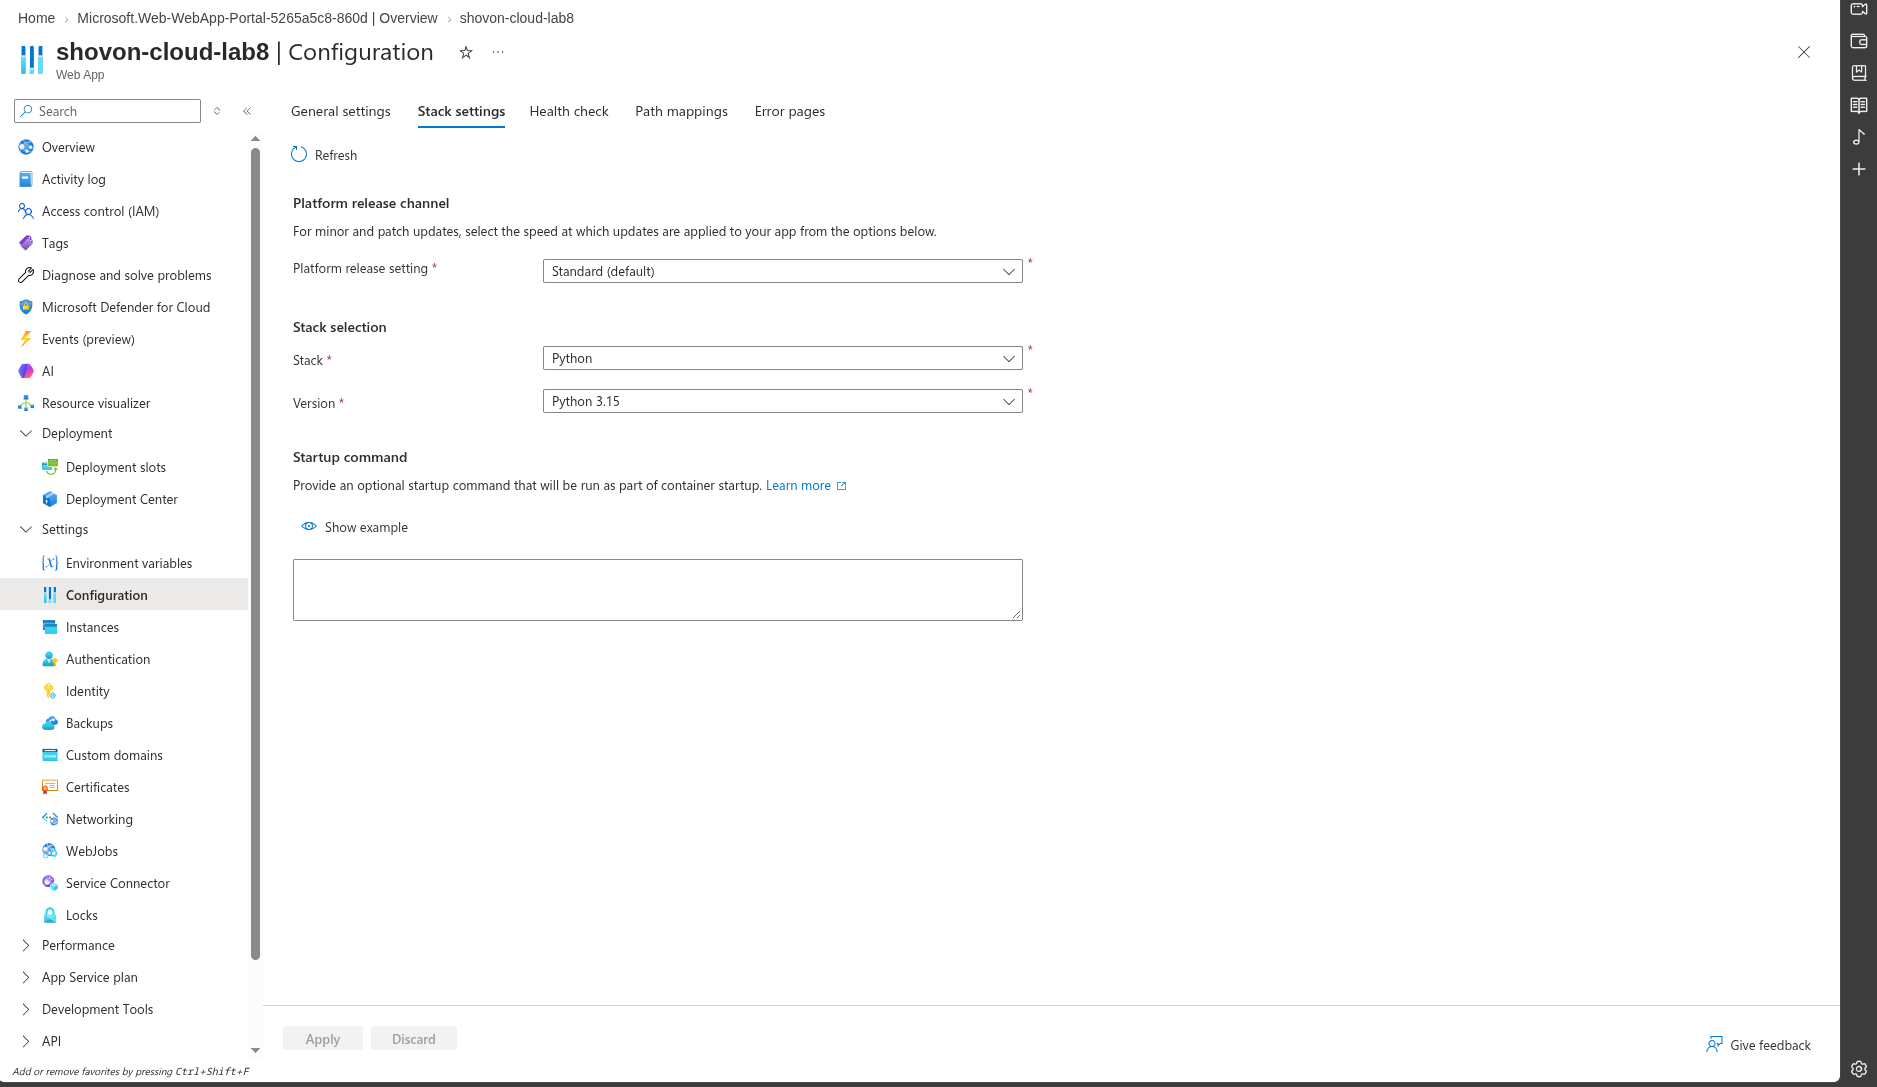 Home › Microsoft.Web-WebApp-Portal-5265a5c8-860d | Overview › shovon-cloud-lab8
shovon-cloud-lab8 | Configuration
Web App
Search
Overview
Activity log
Access control (IAM)
Tags
Diagnose and solve problems
Microsoft Defender for Cloud
Events (preview)
AI
Resource visualizer
Deployment
Deployment slots
Deployment Center
Settings
Environment variables
Configuration
Instances
Authentication
Identity
Backups
Custom domains
Certificates
Networking
WebJobs
Service Connector
Locks
Performance
App Service plan
Development Tools
API
Add or remove favorites by pressing Ctrl+Shift+F
General settings Stack settings Health check Path mappings Error pages
Refresh
Platform release channel
For minor and patch updates, select the speed at which updates are applied to your app from the options below.
Platform release setting * Standard (default) *
Stack selection
Stack * Python *
Version * Python 3.15 *
Startup command
Provide an optional startup command that will be run as part of container startup. Learn more
Show example
Apply Discard
Give feedback